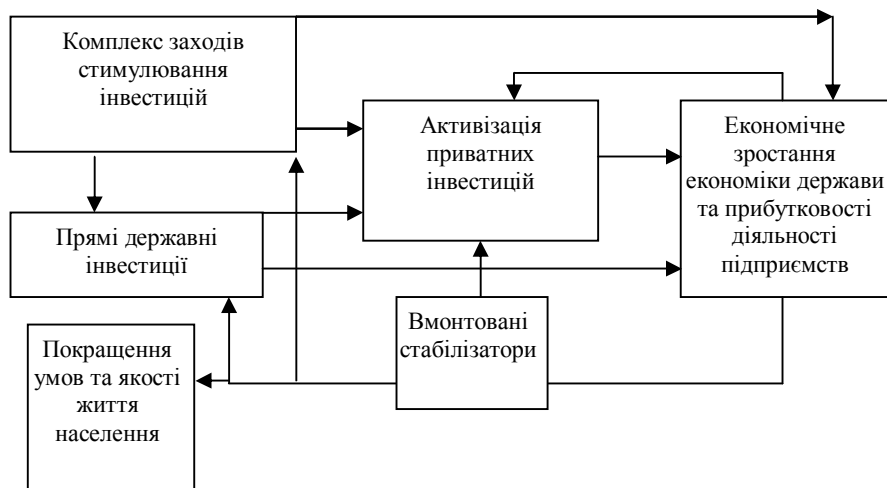 Комплекс заходів
стимулювання
інвестицій
Активізація
приватних
інвестицій
Економічне
зростання
економіки держави
та прибутковості
діяльності
підприємств
Прямі державні
інвестиції
Вмонтовані
стабілізатори
Покращення
умов та якості
життя
населення